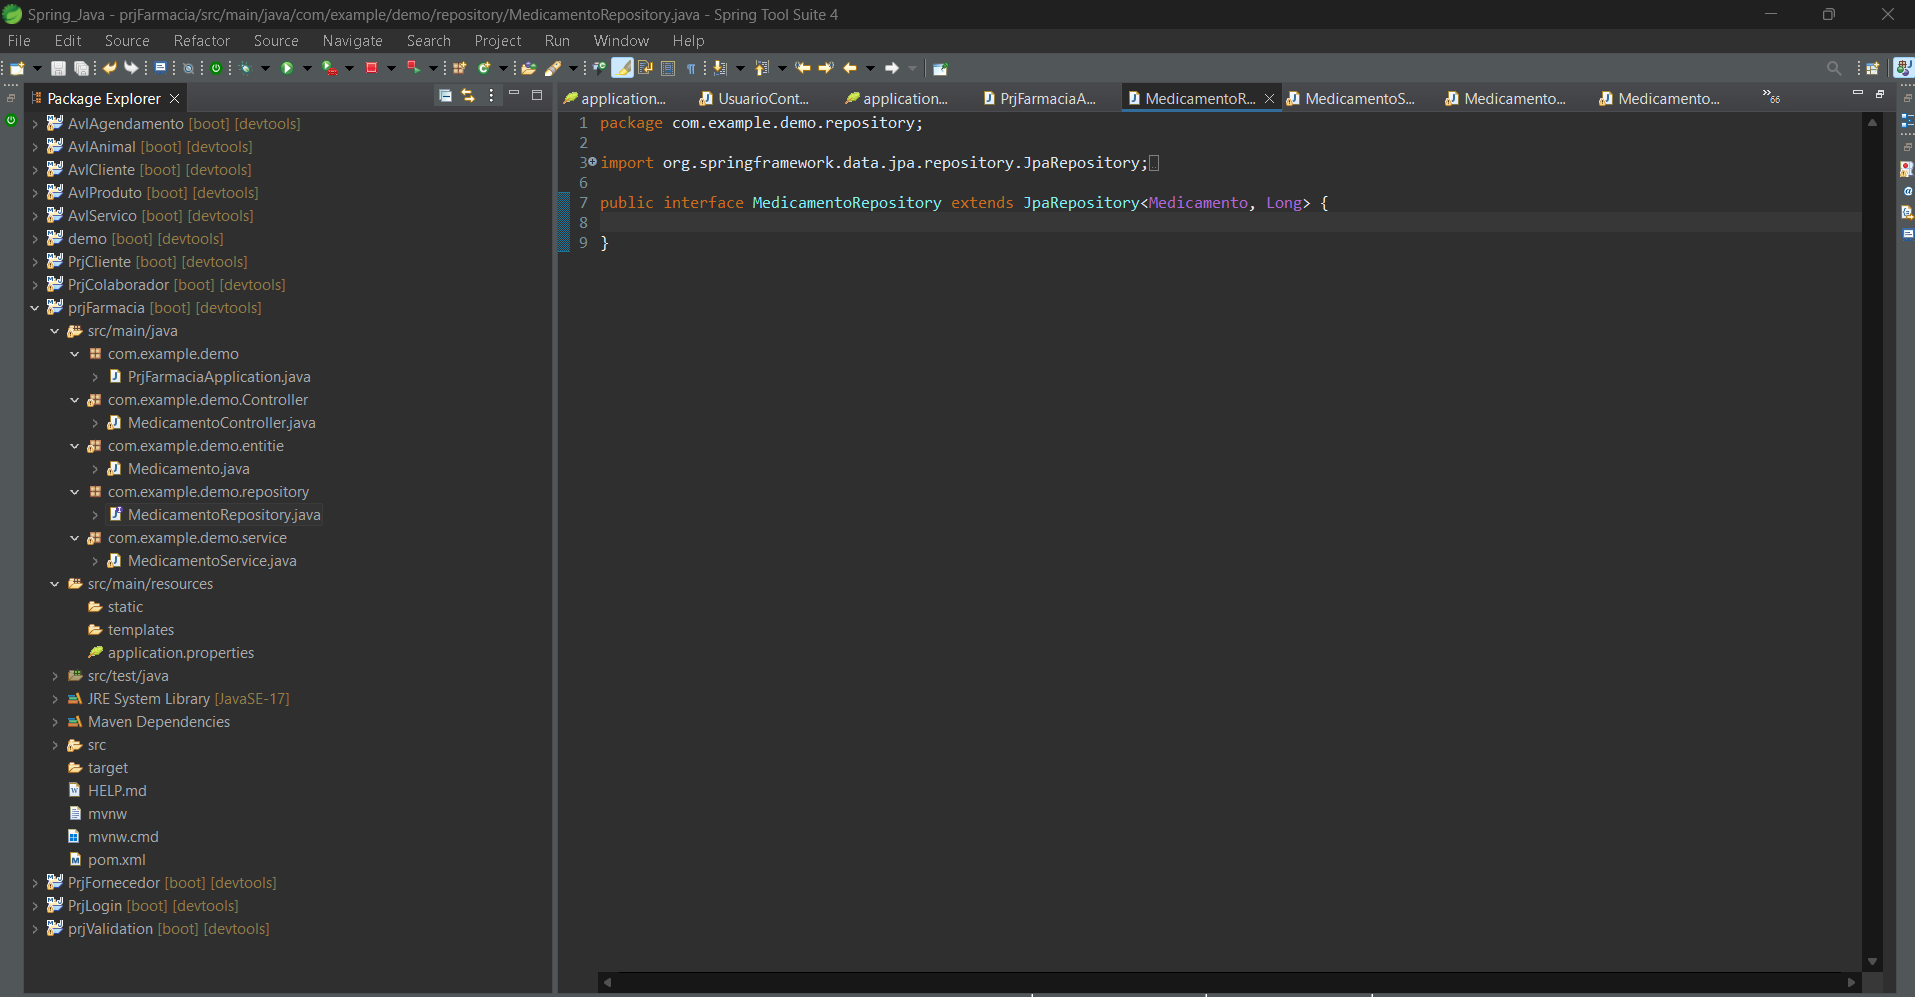 Spring_Java - prjFarmacia/src/main/java/com/example/demo/repository/MedicamentoRepository.java - Spring Tool Suite 4
File Edit Source Refactor Source Navigate Search Project Run Window Help
Package Explorer
AvlAgendamento [boot] [devtools]
AvlAnimal [boot] [devtools]
AvlCliente [boot] [devtools]
AvlProduto [boot] [devtools]
AvlServico [boot] [devtools]
demo [boot] [devtools]
PrjCliente [boot] [devtools]
PrjColaborador [boot] [devtools]
prjFarmacia [boot] [devtools]
src/main/java
com.example.demo
PrjFarmaciaApplication.java
com.example.demo.Controller
MedicamentoController.java
com.example.demo.entitie
Medicamento.java
com.example.demo.repository
MedicamentoRepository.java
com.example.demo.service
MedicamentoService.java
src/main/resources
static
templates
application.properties
src/test/java
JRE System Library [JavaSE-17]
Maven Dependencies
src
target
HELP.md
mvnw
mvnw.cmd
pom.xml
PrjFornecedor [boot] [devtools]
PrjLogin [boot] [devtools]
prjValidation [boot] [devtools]
application... UsuarioCont... application... PrjFarmaciaA... MedicamentoR... MedicamentoS... Medicamento... Medicamento... »66
1 package com.example.demo.repository;
2
3 import org.springframework.data.jpa.repository.JpaRepository;
6
7 public interface MedicamentoRepository extends JpaRepository<Medicamento, Long> {
8
9 }